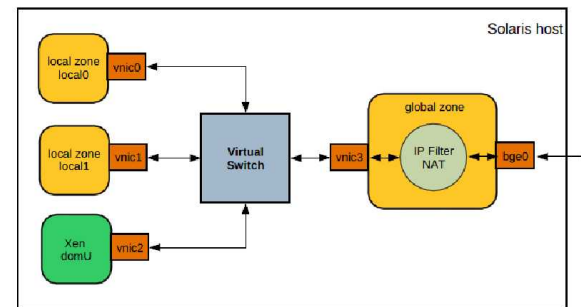 Solaris host
local zone
local0
vnic0
global zone
local zone
local1
vnic1
Virtual
Switch
vnic3
IP Filter
NAT
bge0
Xen
domU
vnic2